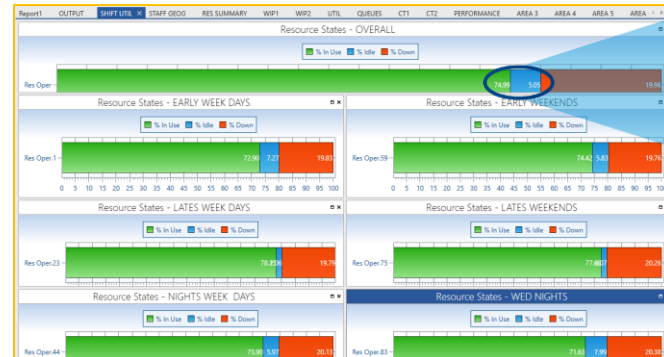 Report1 OUTPUT SHIFT UTIL × STAFF GEOG RES SUMMARY WIP1 WIP2 UTIL QUEUES CT1 CT2 PERFORMANCE AREA 3 AREA 4 AREA 5 AREA
Resource States - OVERALL
% In Use % Idle % Down
Res Oper 74.99 5.05 19.96
Resource States - EARLY WEEK DAYS
% In Use % Idle % Down
Res Oper.1 72.90 7.27 19.83
0 5 10 15 20 25 30 35 40 45 50 55 60 65 70 75 80 85 90 95 100
Resource States - EARLY WEEKENDS
% In Use % Idle % Down
Res Oper.59 74.42 5.83 19.76
0 5 10 15 20 25 30 35 40 45 50 55 60 65 70 75 80 85 90 95 100
Resource States - LATES WEEK DAYS
% In Use % Idle % Down
Res Oper.23 19.79
Resource States - LATES WEEKENDS
% In Use % Idle % Down
Res Oper.75 20.26
Resource States - NIGHTS WEEK DAYS
% In Use % Idle % Down
Res Oper.44 73.90 5.97 20.13
Resource States - WED NIGHTS
% In Use % Idle % Down
Res Oper.83 71.63 7.99 20.38